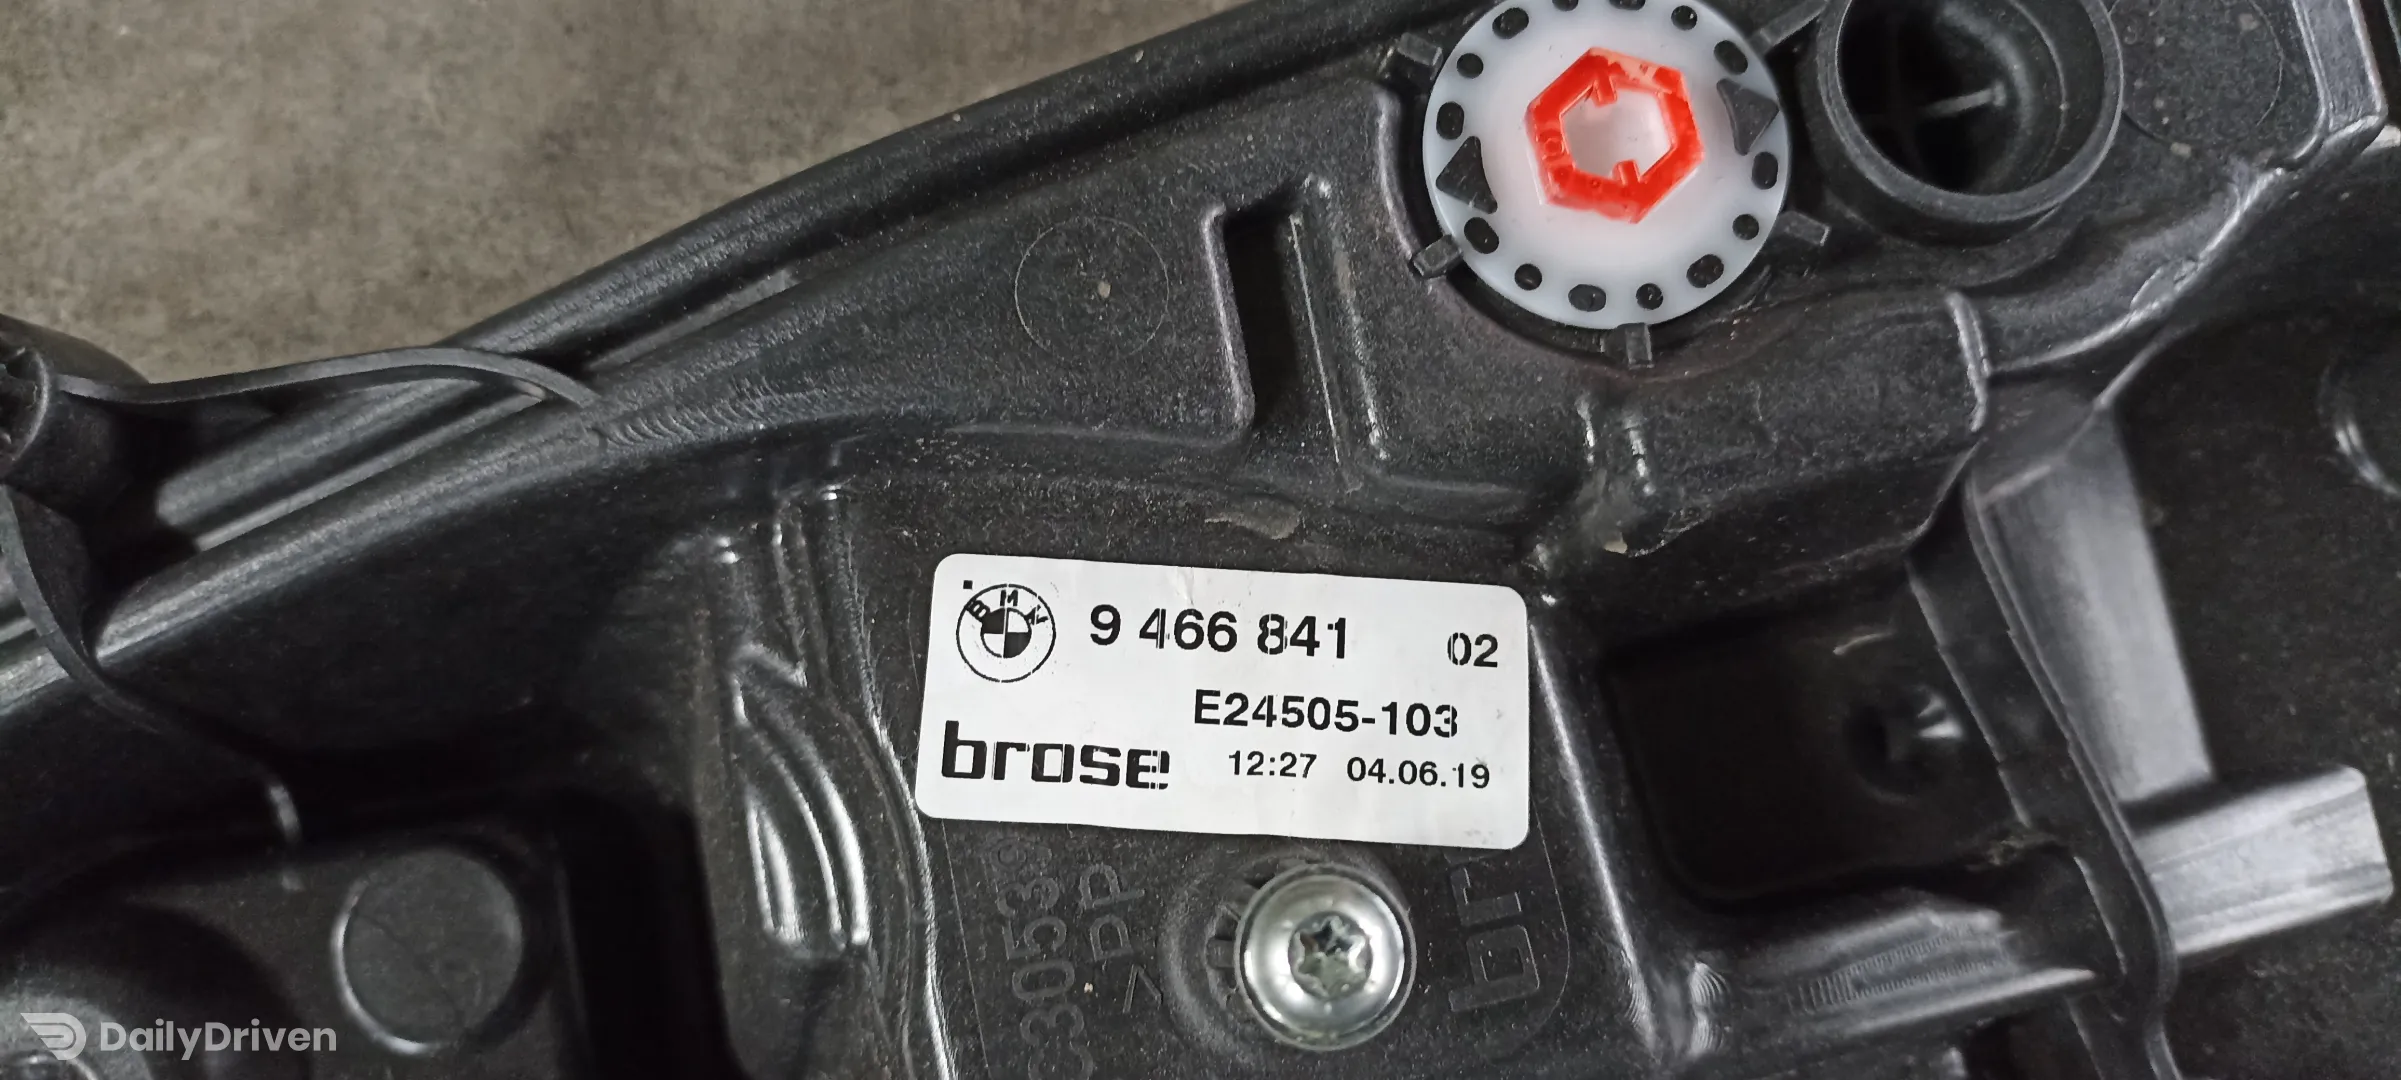 BMW
9 466 841 02
E24505-103
brose
12:27 04.06.19
DailyDriven